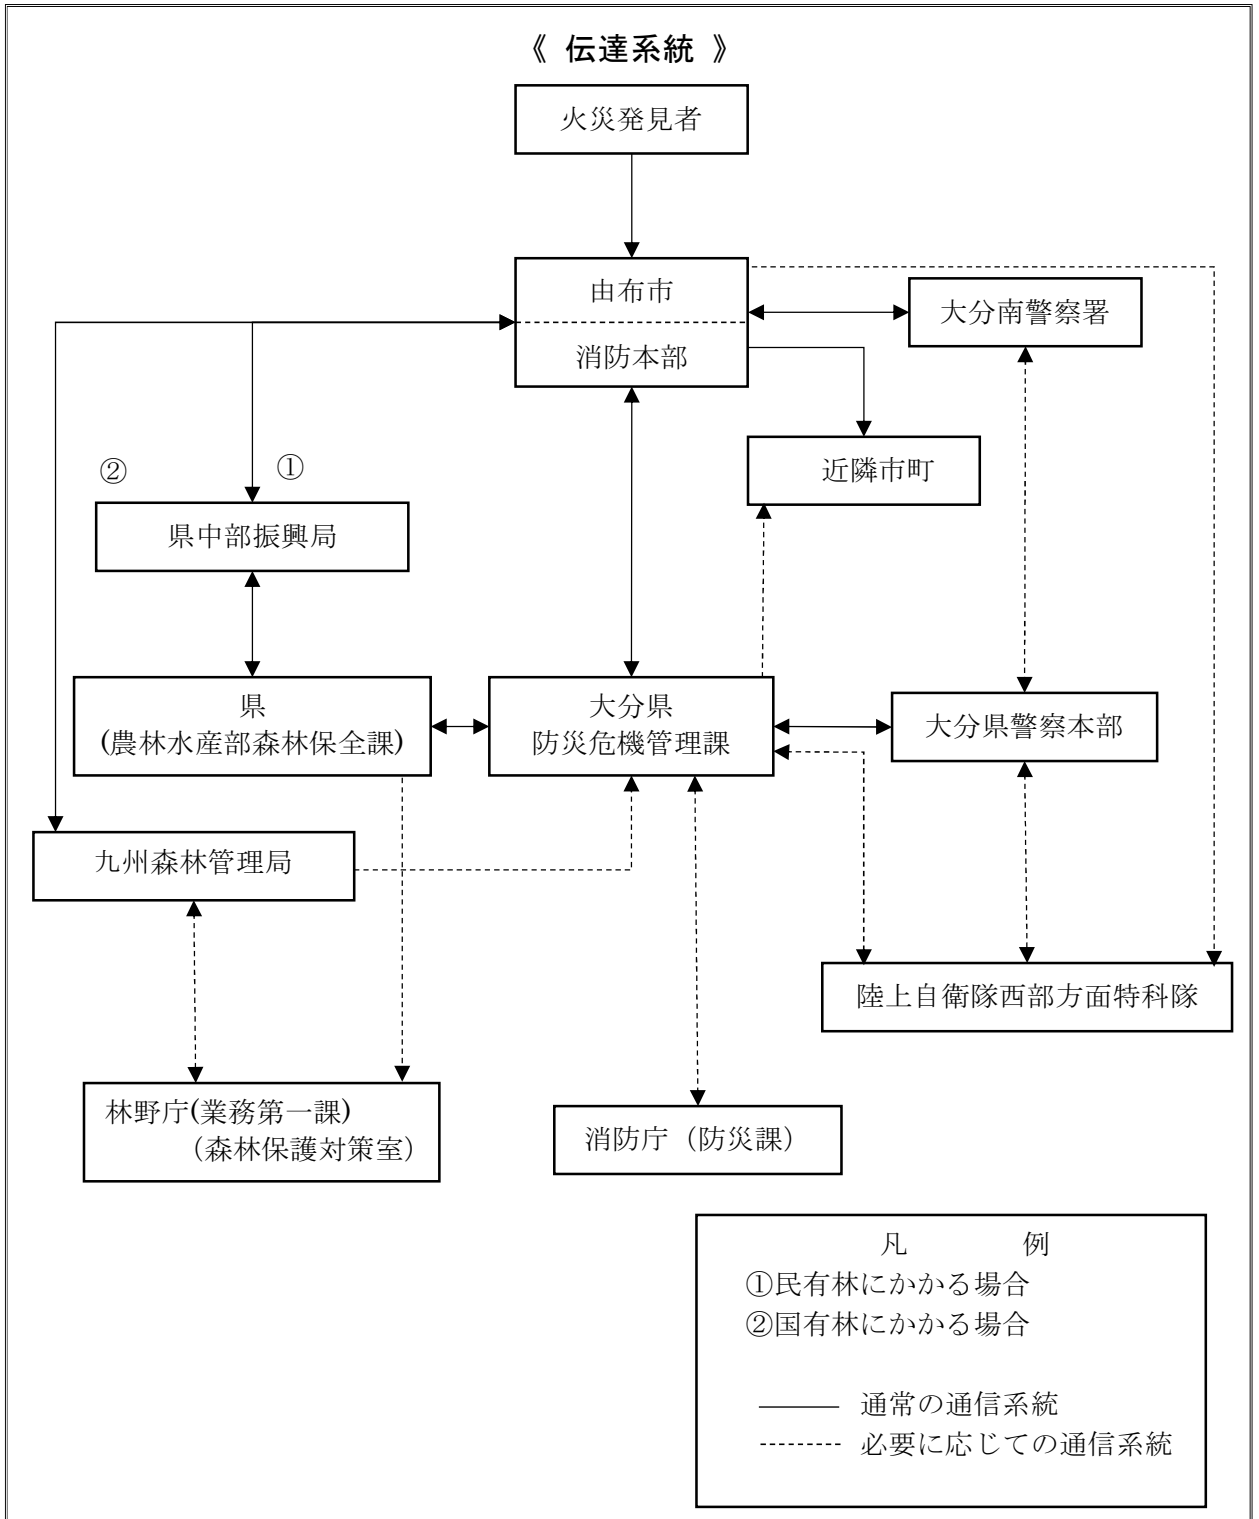 《 伝達系統 》
火災発見者
由布市
消防本部
大分南警察署
近隣市町
②
①
県中部振興局
県
(農林水産部森林保全課)
大分県
防災危機管理課
大分県警察本部
九州森林管理局
陸上自衛隊西部方面特科隊
林野庁(業務第一課)
（森林保護対策室）
消防庁（防災課）
凡 例
①民有林にかかる場合
②国有林にかかる場合
通常の通信系統
必要に応じての通信系統